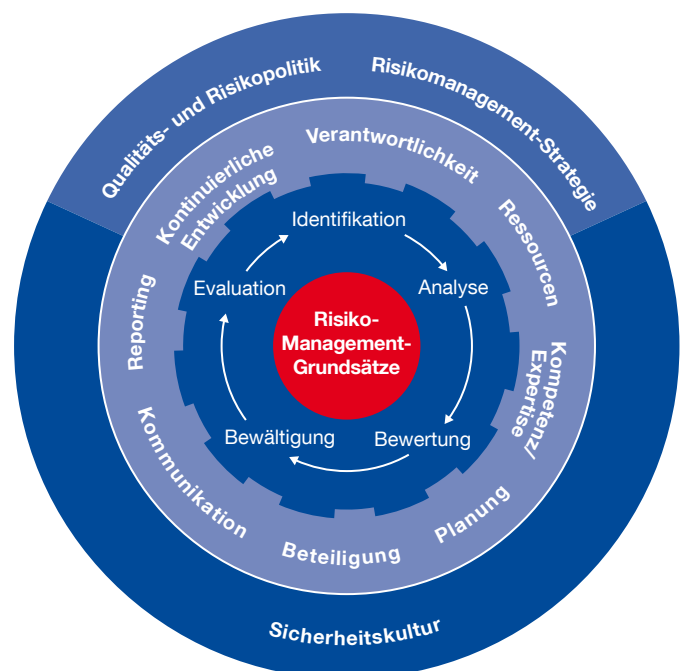 Qualitäts- und Risikopolitik
Risikomanagement-Strategie
Sicherheitskultur
Verantwortlichkeit
Ressourcen
Kompetenz/
Expertise
Planung
Beteiligung
Kommunikation
Reporting
Kontinuierliche
Entwicklung
Identifikation
Analyse
Bewertung
Bewältigung
Evaluation
Risiko-
Management-
Grundsätze